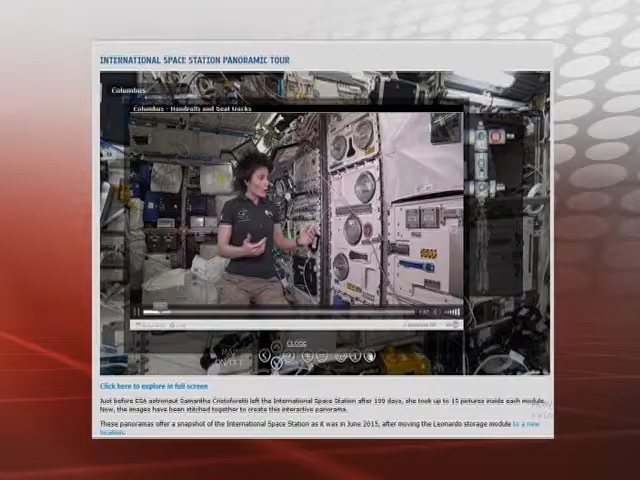 INTERNATIONAL SPACE STATION PANORAMIC TOUR
Columbus
Columbus - Handrails and seat tracks
CLOSE
ON/OFF
Click here to explore in full screen
Just before ESA astronaut Samantha Cristoforetti left the International Space Station after 199 days, she took up to 15 pictures inside each module.
Now, the images have been stitched together to create this interactive panorama.
These panoramas offer a snapshot of the International Space Station as it was in June 2015, after moving the Leonardo storage module to a new
location.